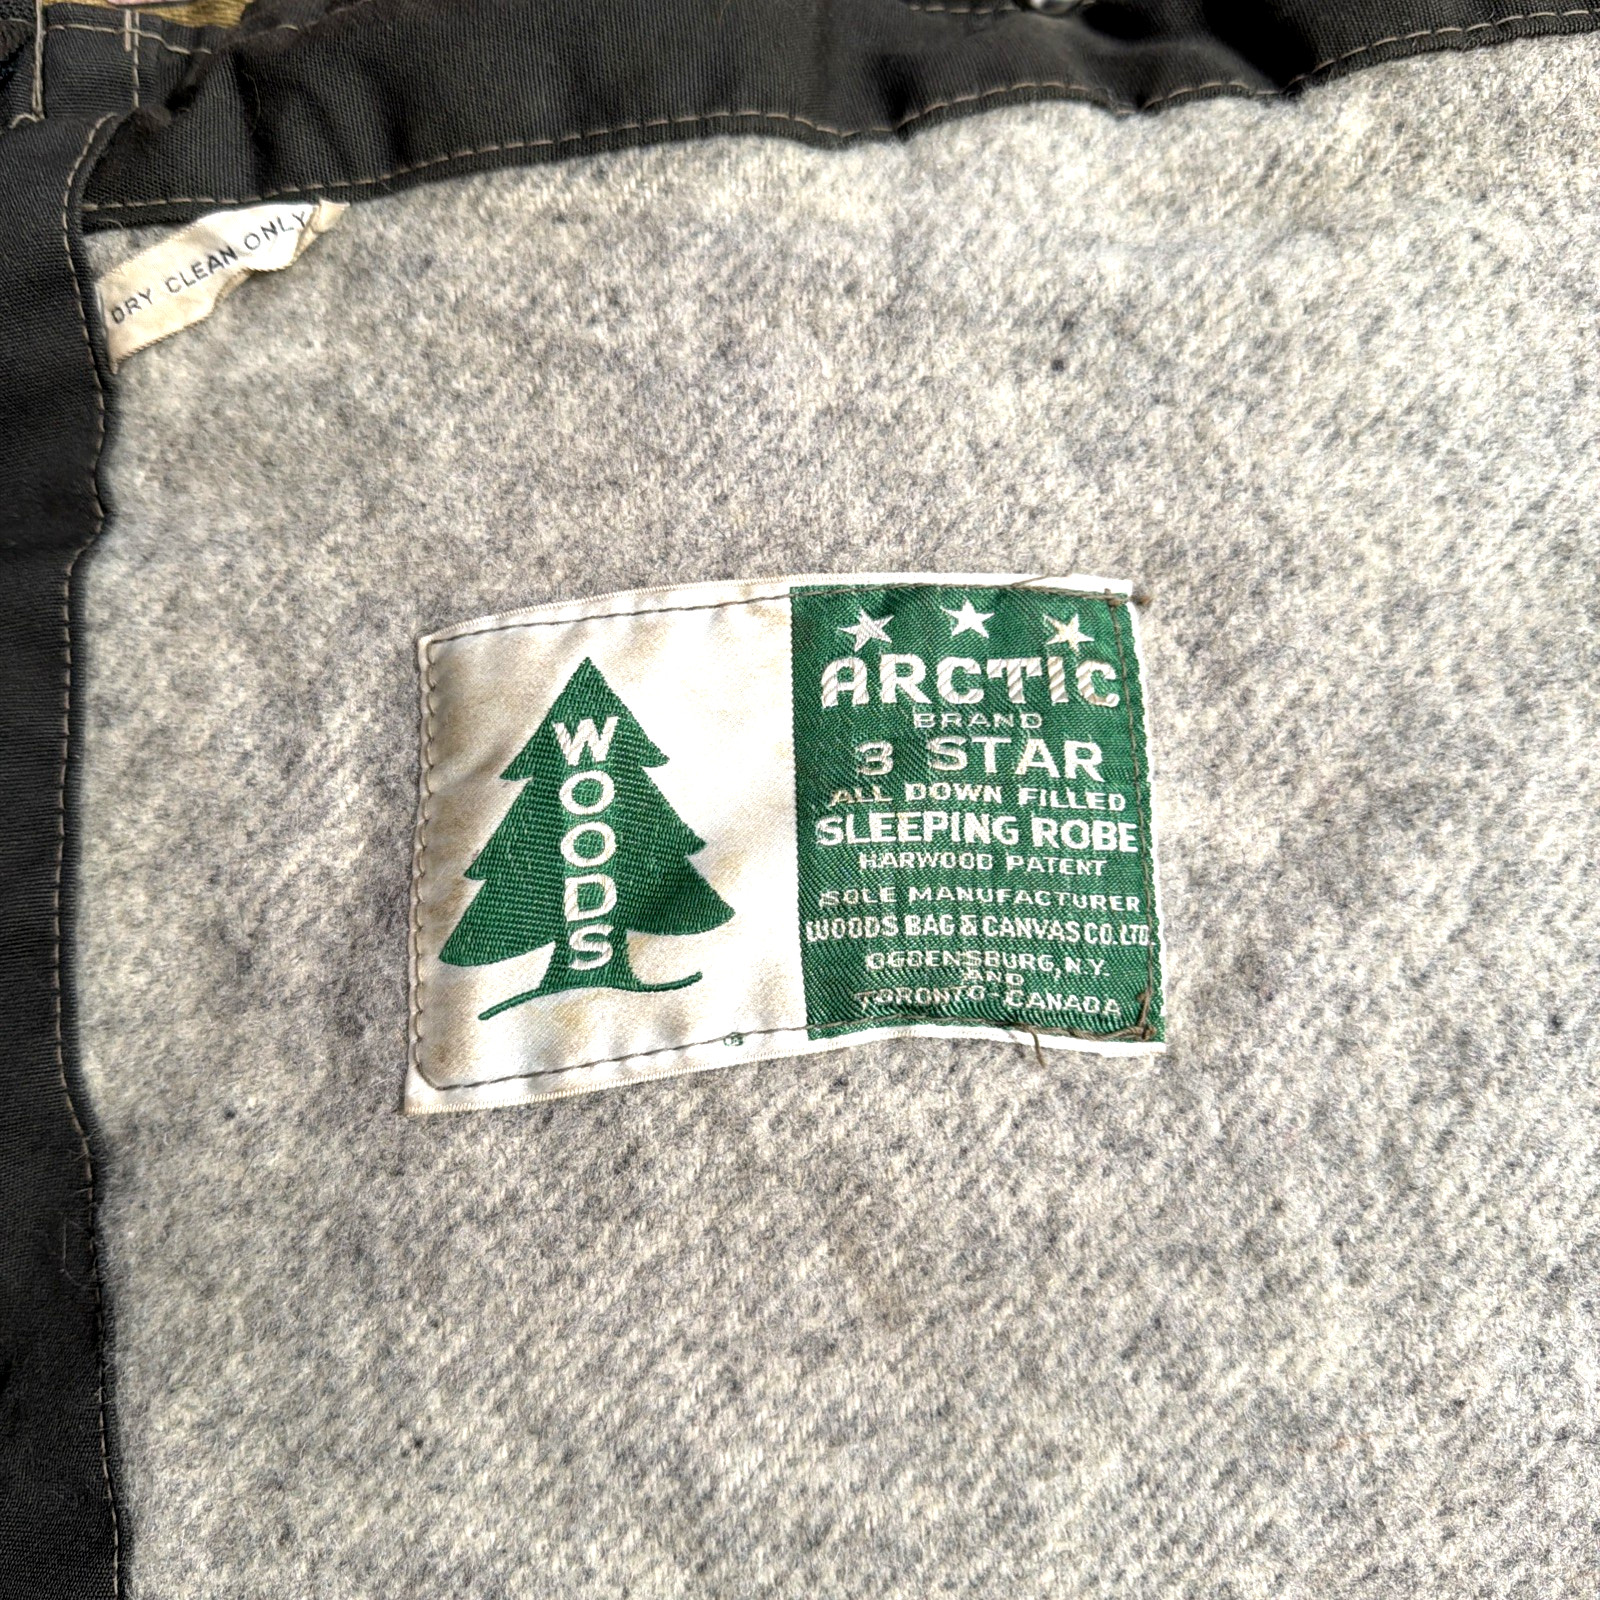 DRY CLEAN ONLY
WOODS
ARCTIC
BRAND
3 STAR
ALL DOWN FILLED
SLEEPING ROBE
HARWOOD PATENT
SOLE MANUFACTURER
WOODS BAG & CANVAS CO. LTD.
OGDENSBURG, N.Y.
AND
TORONTO-CANADA